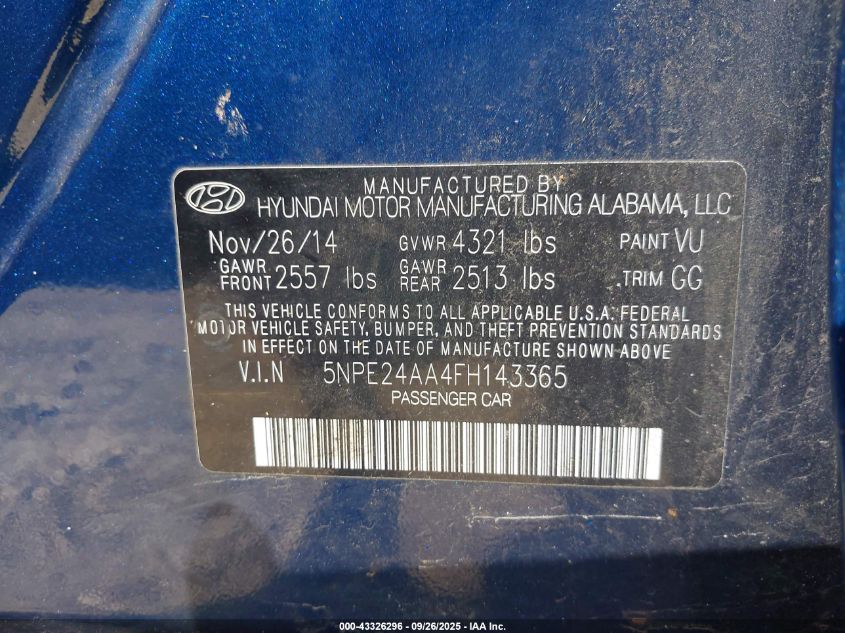 MANUFACTURED BY
HYUNDAI MOTOR MANUFACTURING ALABAMA, LLC
Nov/26/14 GVWR 4321 lbs PAINT VU
GAWR FRONT 2557 lbs GAWR REAR 2513 lbs .TRIM GG
THIS VEHICLE CONFORMS TO ALL APPLICABLE U.S.A. FEDERAL
MOTOR VEHICLE SAFETY, BUMPER, AND THEFT PREVENTION STANDARDS
IN EFFECT ON THE DATE OF MANUFACTURE SHOWN ABOVE
V.I.N 5NPE24AA4FH143365
PASSENGER CAR
000-43326296 - 09/26/2025 - IAA Inc.